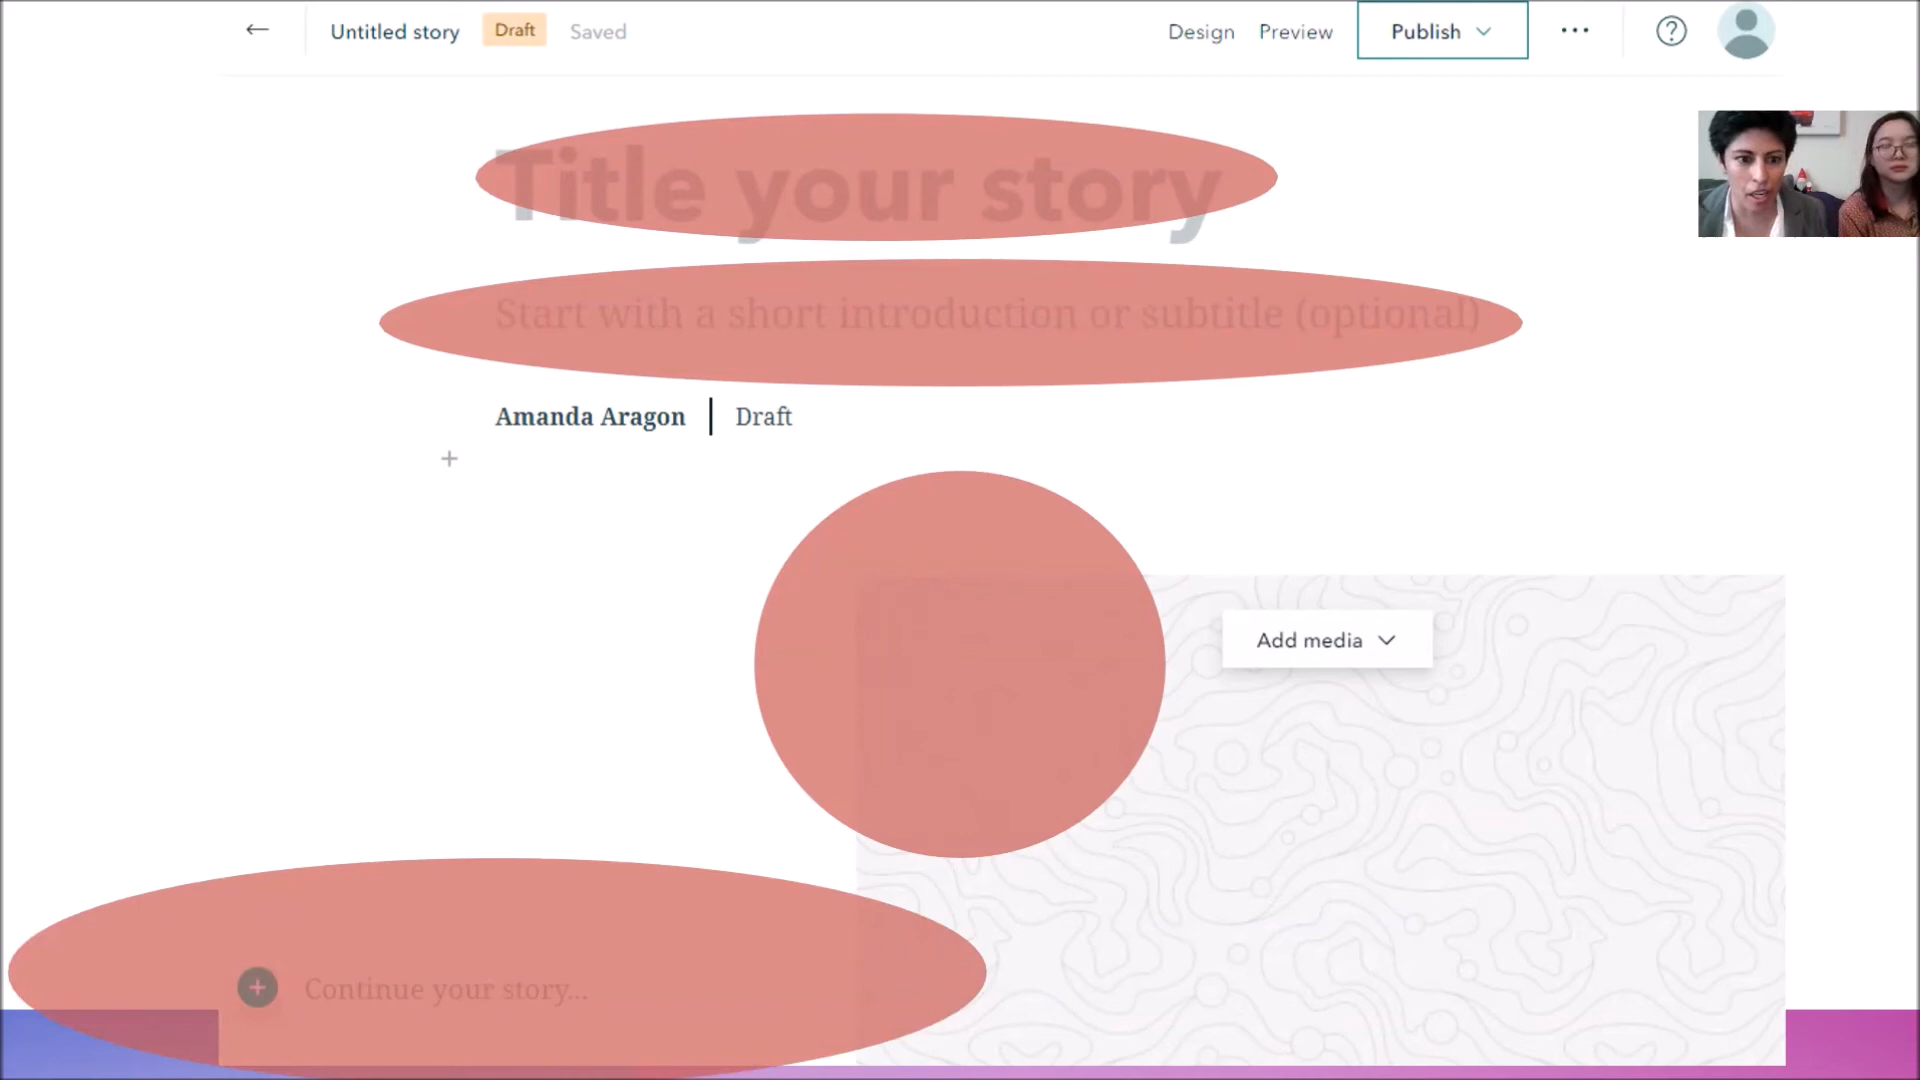 Untitled story Draft Saved Design Preview Publish
Title your story
Start with a short introduction or subtitle (optional)
Amanda Aragon | Draft
Add media
Continue your story...